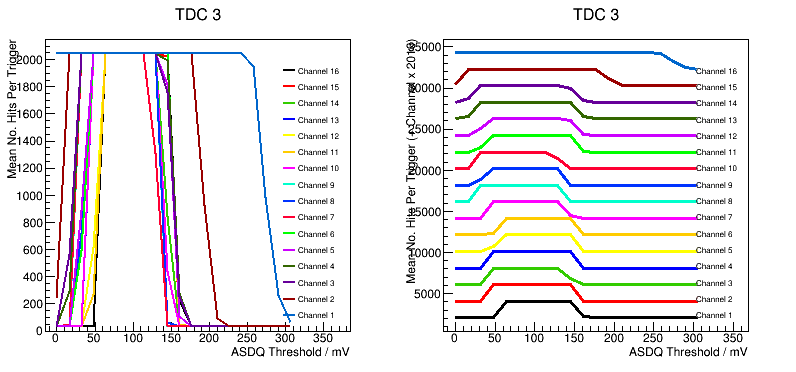 TDC 3
Mean No. Hits Per Trigger
2000
1800
1600
1400
1200
1000
800
600
400
200
0
0 50 100 150 200 250 300 350
ASDQ Threshold / mV
Channel 16
Channel 15
Channel 14
Channel 13
Channel 12
Channel 11
Channel 10
Channel 9
Channel 8
Channel 7
Channel 6
Channel 5
Channel 4
Channel 3
Channel 2
Channel 1
TDC 3
35000
30000
25000
20000
15000
10000
5000
0 50 100 150 200 250 300 350
ASDQ Threshold / mV
Mean No. Hits Per Trigger (+ Channel x
Channel 16
Channel 15
Channel 14
Channel 13
Channel 12
Channel 11
Channel 10
Channel 9
Channel 8
Channel 7
Channel 6
Channel 5
Channel 4
Channel 3
Channel 2
Channel 1